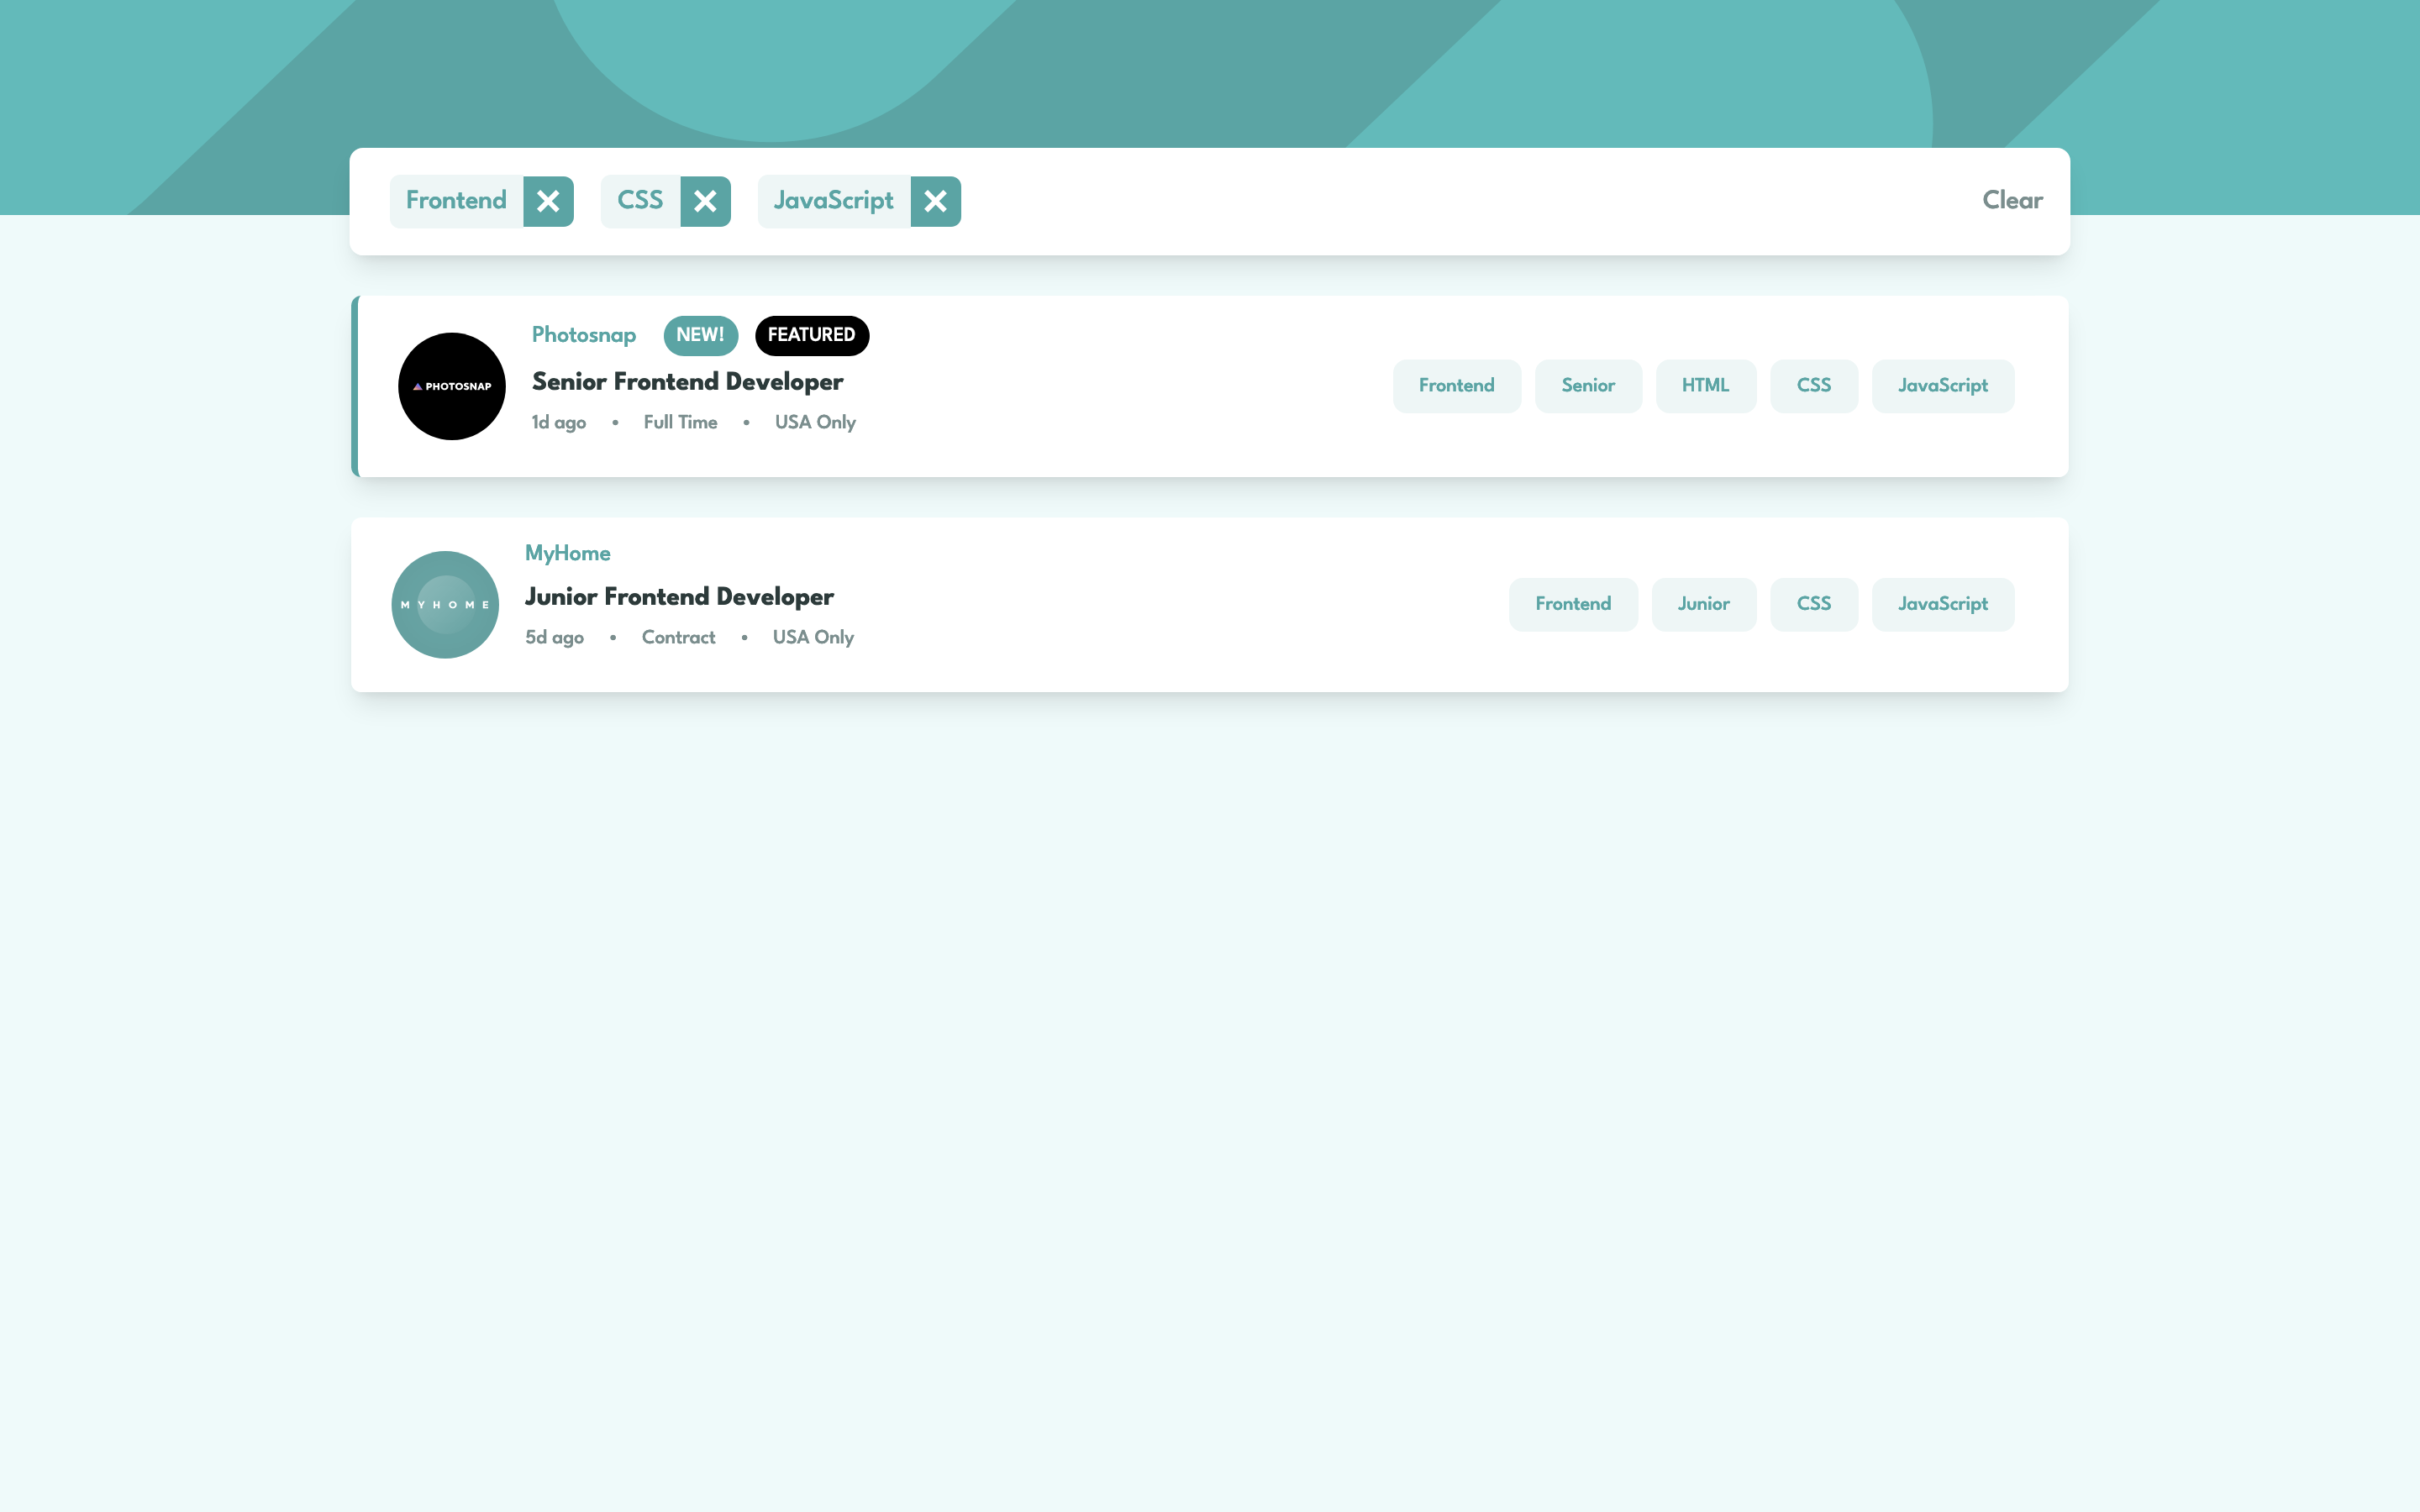 Frontend CSS JavaScript Clear
Photosnap NEW! FEATURED
PHOTOSNAP
Senior Frontend Developer
1d ago • Full Time • USA Only
Frontend Senior HTML CSS JavaScript
MyHome
MYHOME
Junior Frontend Developer
5d ago • Contract • USA Only
Frontend Junior CSS JavaScript